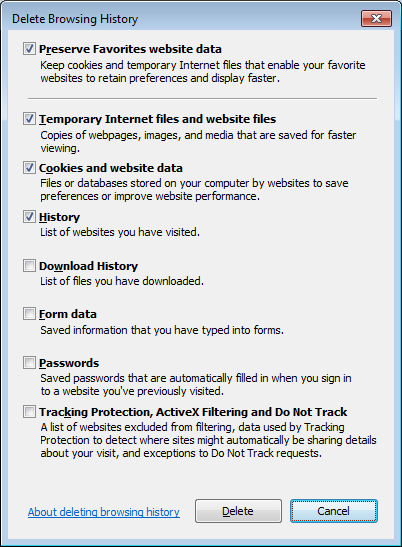 Delete Browsing History
Preserve Favorites website data
Keep cookies and temporary Internet files that enable your favorite
websites to retain preferences and display faster.
Temporary Internet files and website files
Copies of webpages, images, and media that are saved for faster
viewing.
Cookies and website data
Files or databases stored on your computer by websites to save
preferences or improve website performance.
History
List of websites you have visited.
Download History
List of files you have downloaded.
Form data
Saved information that you have typed into forms.
Passwords
Saved passwords that are automatically filled in when you sign in
to a website you've previously visited.
Tracking Protection, ActiveX Filtering and Do Not Track
A list of websites excluded from filtering, data used by Tracking
Protection to detect where sites might automatically be sharing details
about your visit, and exceptions to Do Not Track requests.
About deleting browsing history
Delete
Cancel